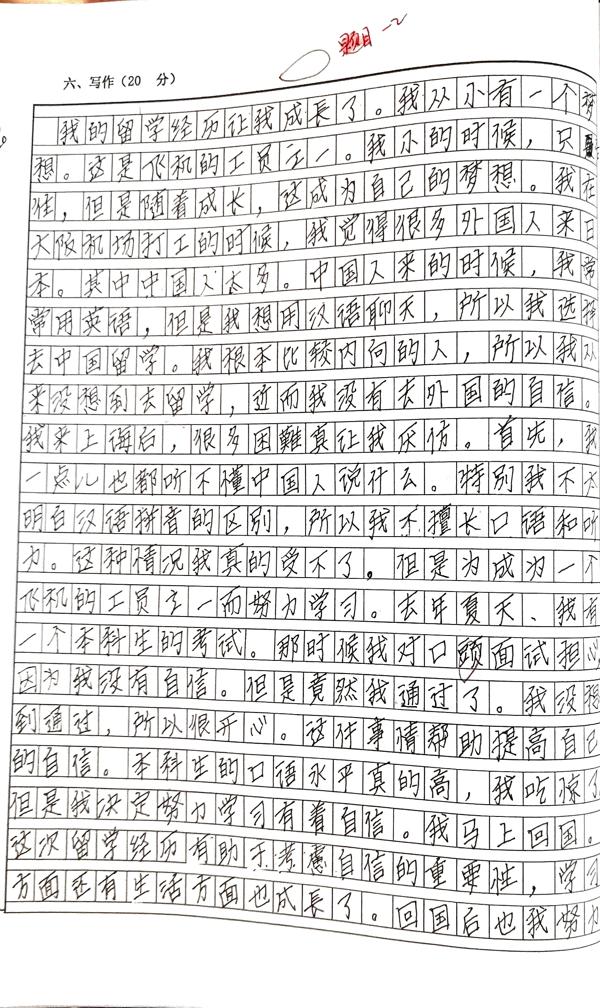 题目一2
六、写作（20 分）
我的留学经历让我成長了。我从小有一个梦
想。这是飞机的工员之一。我小的时候，只
住，但是随着成长，这成为自己的梦想。我在
大阪机场打工的时候，我觉得很多外国人来日
本。其中中国人太多。中国人来的时候，我常
常用英语，但是我想用汉语聊天，所以我选择
去中国留学。我根本比较内向的人，所以我从
来没想到去留学，近而我没有去外国的自信。
我来上海后，很多困難真让我厌伤。首先，我
一点儿也都听不懂中国人说什么。特别我不太
明白汉语拼音的区别，所以我不擅长口语和听
力。这种情况我真的受不了。但是为成为一个
飞机的工员之一而努力学习。去年夏天、我有
一个本科生的考试。那时候我对口頭面试担心，
因为我没有自信。但是竟然我通过了。我没想
到通过，所以很开心。这件事情帮助提高自己
的自信。本科生的口语水平真的高，我吃惊了
但是我决定努力学习有着自信。我马上回国。
这次留学经历有助于考慮自信的重要性，学习
方面还有生活方面也成長了。回国后也我努力